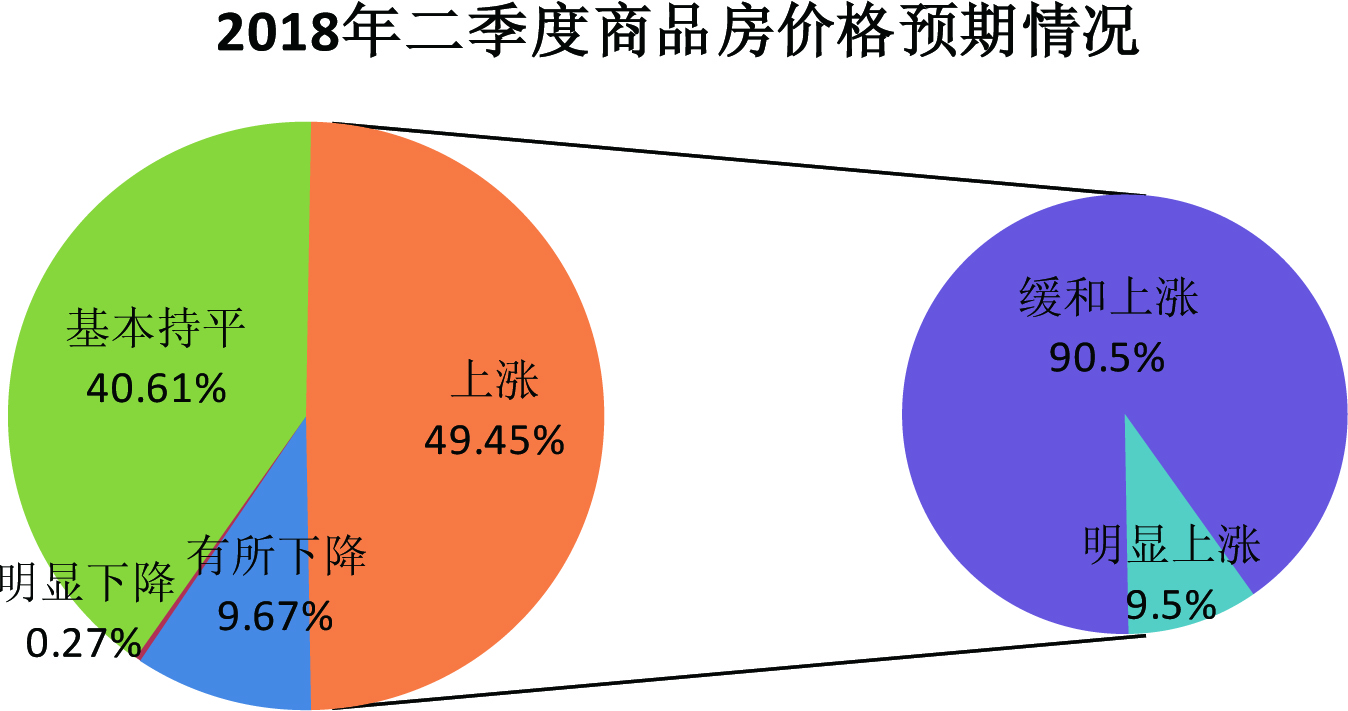 2018年二季度商品房价格预期情况
基本持平
40.61%
上涨
49.45%
有所下降
9.67%
明显下降
0.27%
缓和上涨
90.5%
明显上涨
9.5%